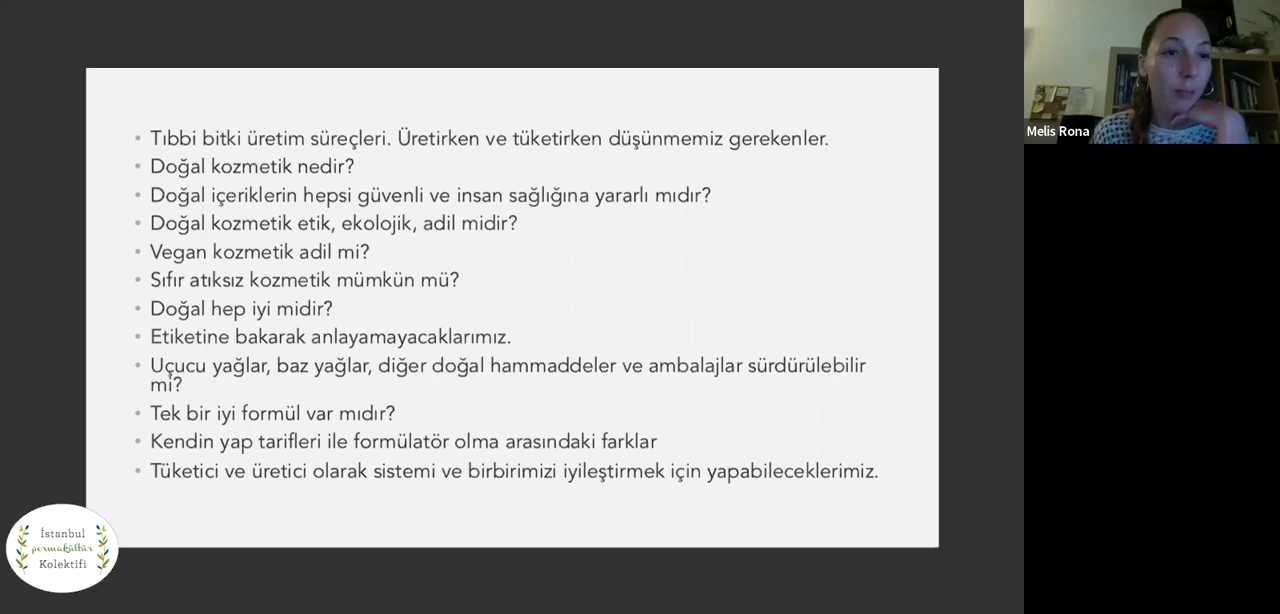 • Tıbbi bitki üretim süreçleri. Üretirken ve tüketirken düşünmemiz gerekenler.
• Doğal kozmetik nedir?
• Doğal içeriklerin hepsi güvenli ve insan sağlığına yararlı mıdır?
• Doğal kozmetik etik, ekolojik, adil midir?
• Vegan kozmetik adil mi?
• Sıfır atıksız kozmetik mümkün mü?
• Doğal hep iyi midir?
• Etiketine bakarak anlayamayacaklarımız.
• Uçucu yağlar, baz yağlar, diğer doğal hammaddeler ve ambalajlar sürdürülebilir
mi?
• Tek bir iyi formül var mıdır?
• Kendin yap tarifleri ile formülatör olma arasındaki farklar
• Tüketici ve üretici olarak sistemi ve birbirimizi iyileştirmek için yapabileceklerimiz.
İstanbul
permakültür
Kolektifi
Melis Rona